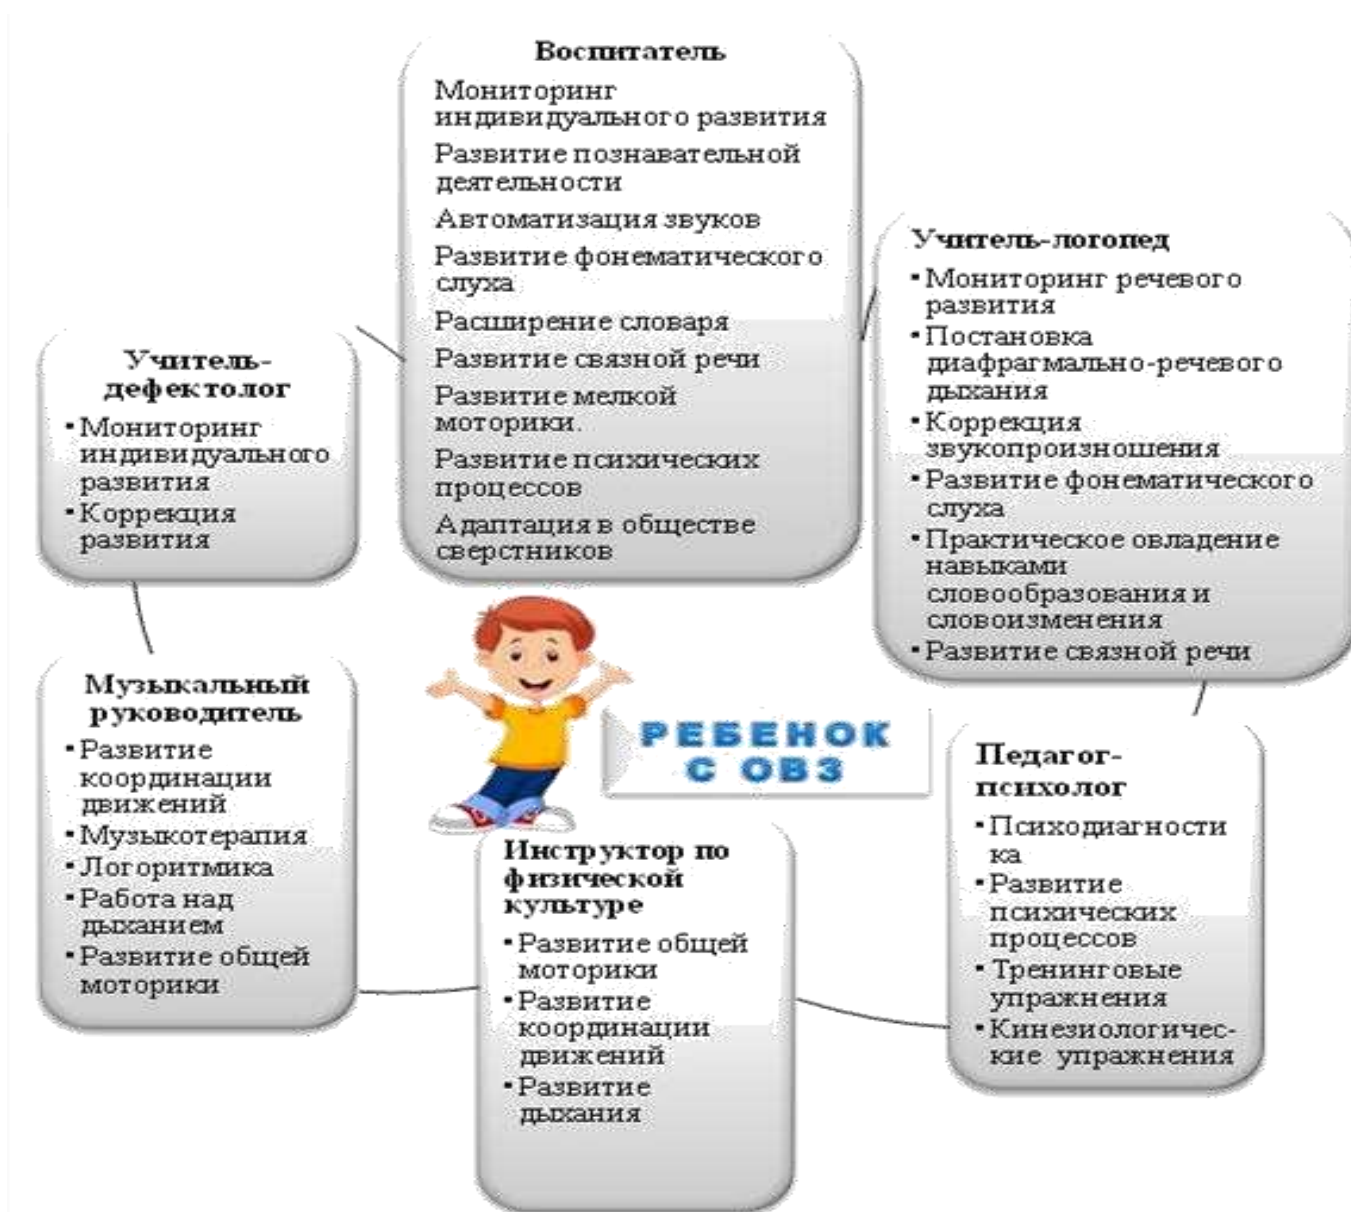 Воспитатель
Мониторинг
индивидуального развития
Развитие познавательной
деятельности
Автоматизация звуков
Развитие фонематического
слуха
Расширение словаря
Развитие связной речи
Развитие мелкой
моторики.
Развитие психических
процессов
Адаптация в обществе
сверстников
Учитель-логопед
▪Мониторинг речевого
развития
▪Постановка
диафрагмально-речевого
дыхания
▪Коррекция
звукопроизношения
▪Развитие фонематического
слуха
▪Практическое овладение
навыками
словообразования и
словоизменения
▪Развитие связной речи
Педагог-
психолог
▪Психодиагности
ка
▪Развитие
психических
процессов
▪Тренинговые
упражнения
▪Кинезиологичес-
кие упражнения
Инструктор по
физической
культуре
▪Развитие общей
моторики
▪Развитие
координации
движений
▪Развитие
дыхания
Музыкальный
руководитель
▪Развитие
координации
движений
▪Музыкотерапия
▪Логоритмика
▪Работа над
дыханием
▪Развитие общей
моторики
Учитель-
дефектолог
▪Мониторинг
индивидуального
развития
▪Коррекция
развития
РЕБЕНОК
С ОВЗ